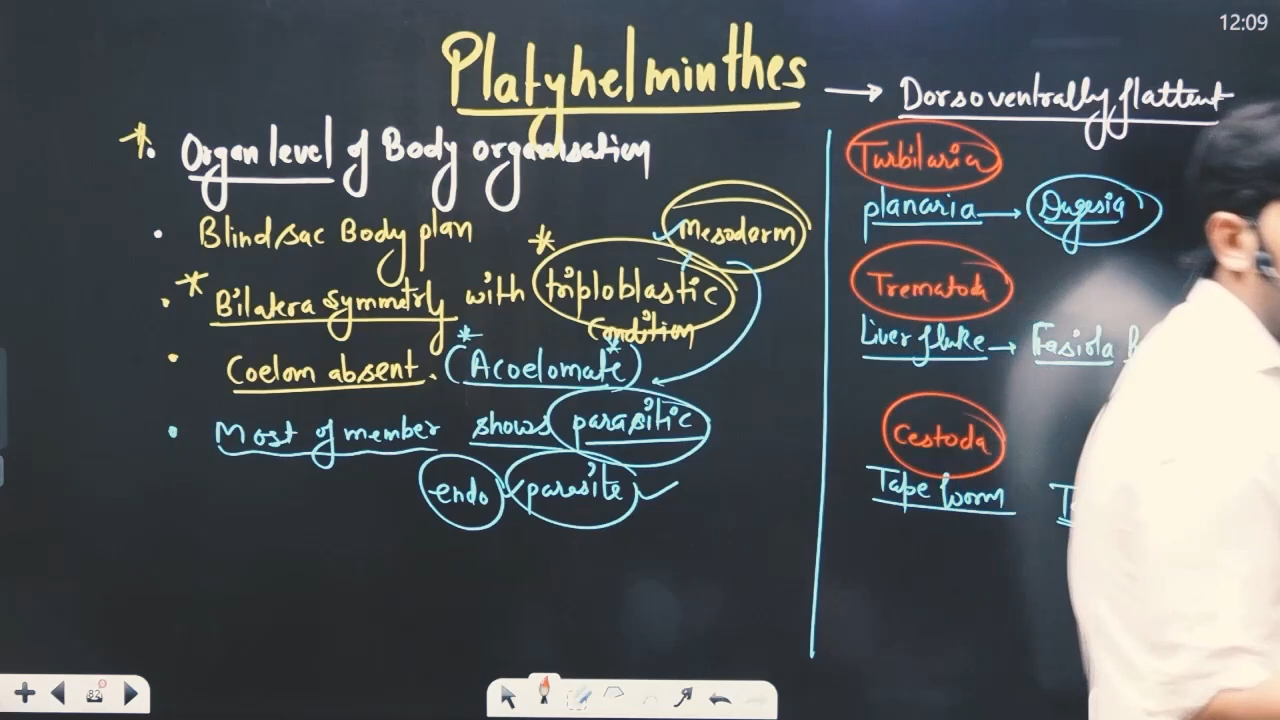 12:09
Platyhelminthes → Dorsoventrally flattent
* Organ level of Body organisation
• Blind sac Body plan
Mesoderm
• * Bilatera symmetrly with triploblastic
Condition
• Coelom absent. (Acoelomate)
• Most of member shows parasitic
endo parasite
Turbilaria
planaria → Dugesia
Trematoda
Liver fluke → Fasiola
Cestoda
Tape worm
82